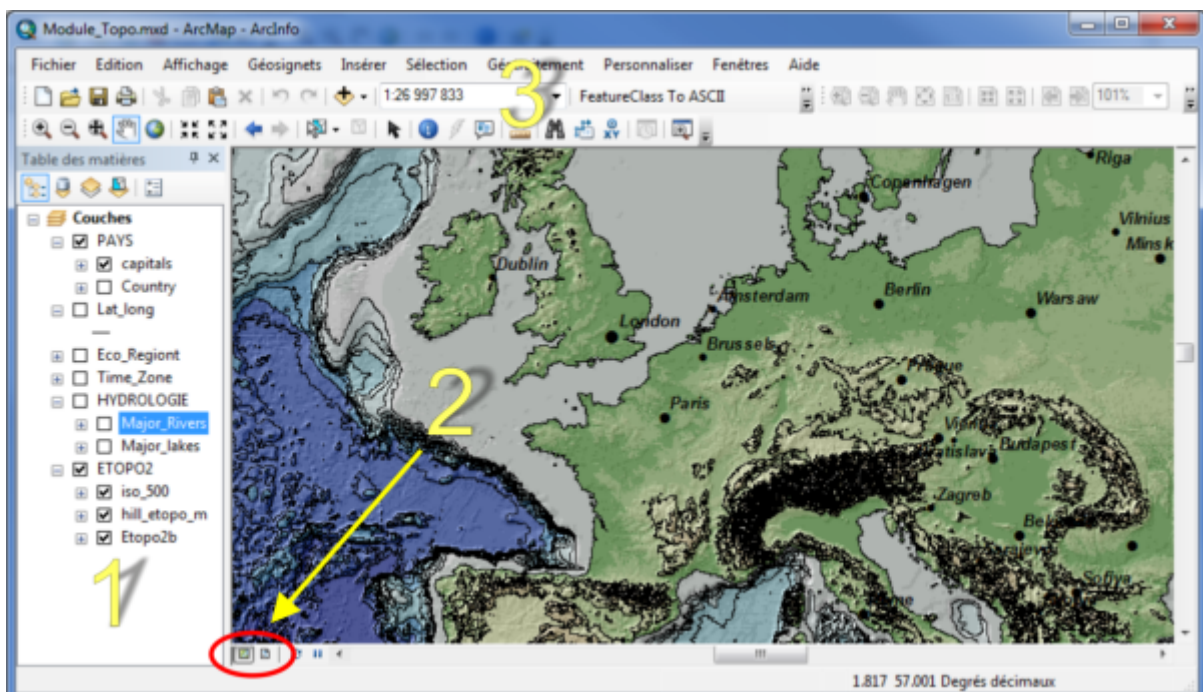 Module_Topo.mxd - ArcMap - ArcInfo
Fichier Edition Affichage Géosignets Insérer Sélection Géotraitement Personnaliser Fenêtres Aide
1:26 997 833 FeatureClass To ASCII 101%
3
Table des matières
Couches
PAYS
capitals
Country
Lat_long
Eco_Regiont
Time_Zone
HYDROLOGIE
Major_Rivers
Major_lakes
ETOPO2
iso_500
hill_etopo_m
Etopo2b
1
2
Riga
Copenhagen
Vilnius
Minsk
Dublin
Amsterdam
Berlin
Warsaw
London
Brussels
Prague
Paris
Budapest
Zagreb
Sofiya
1.817 57.001 Degrés décimaux